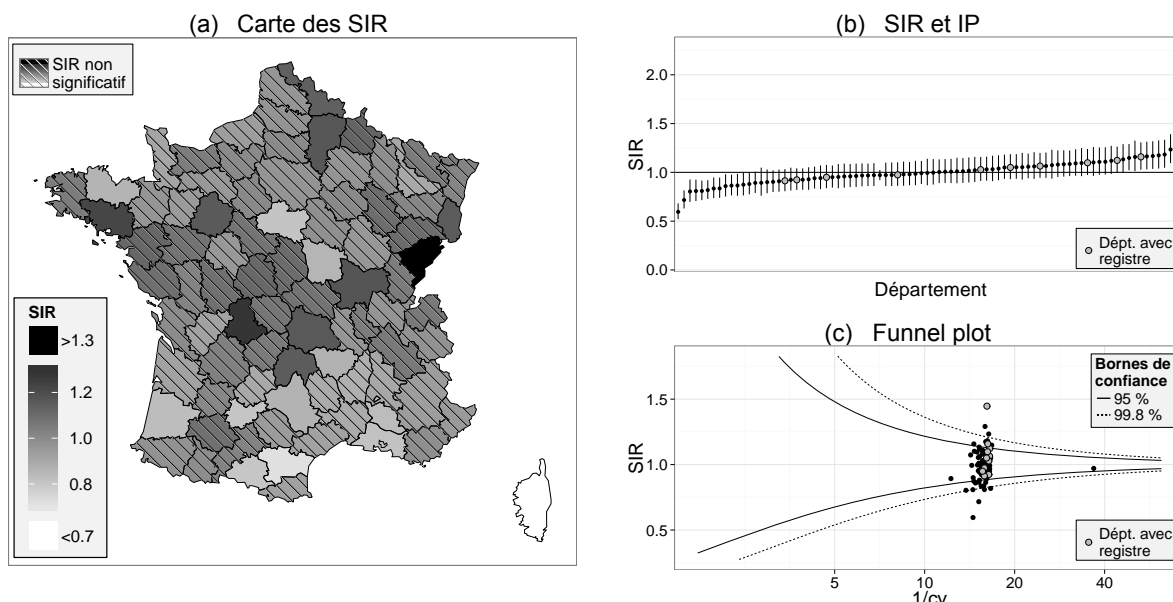 (a) Carte des SIR
SIR non
significatif
SIR
>1.3
1.2
1.0
0.8
<0.7
(b) SIR et IP
SIR
2.0
1.5
1.0
0.5
0.0
Dépt. avec
registre
Département
(c) Funnel plot
SIR
1.5
1.0
0.5
Bornes de
confiance
95 %
99.8 %
Dépt. avec
registre
5
10
20
40
1/cv